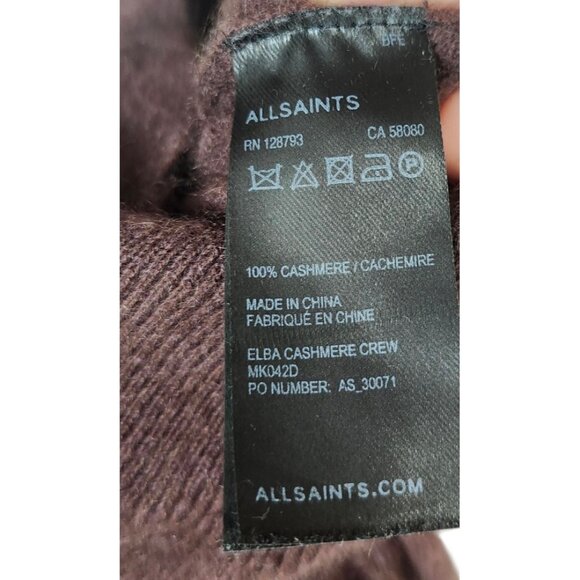 BFE
ALLSAINTS
RN 128793 CA 58080
P
100% CASHMERE / CACHEMIRE
MADE IN CHINA
FABRIQUÉ EN CHINE
ELBA CASHMERE CREW
MK042D
PO NUMBER: AS_30071
ALLSAINTS.COM